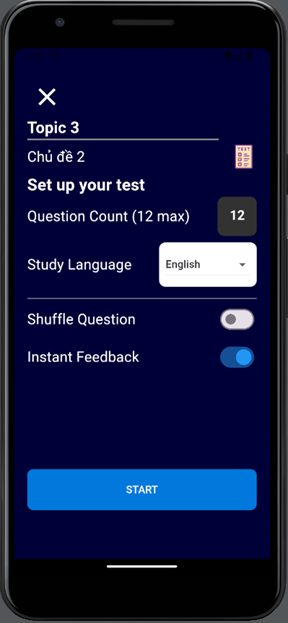 Topic 3
Chủ đề 2
TEST
Set up your test
Question Count (12 max)
12
Study Language
English
Shuffle Question
Instant Feedback
START